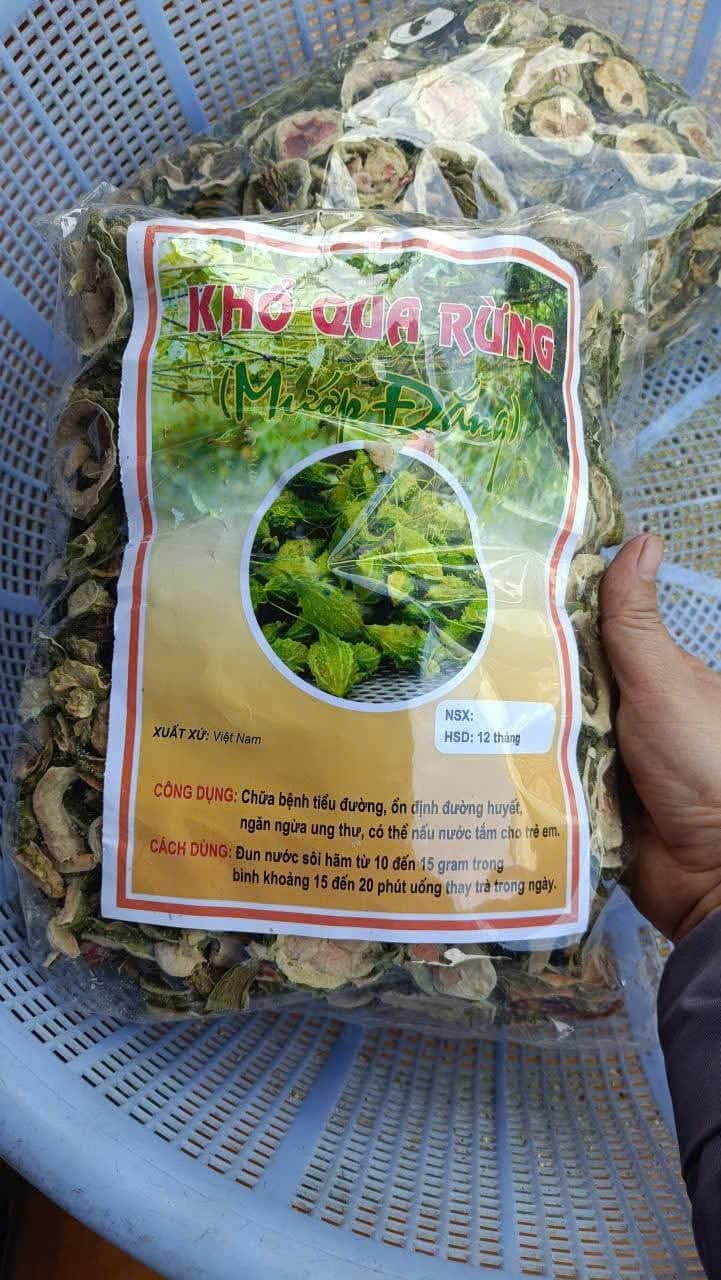 KHỔ QUA RỪNG
(Mướp Đắng)
NSX:
HSD: 12 tháng
XUẤT XỨ: Việt Nam
CÔNG DỤNG: Chữa bệnh tiểu đường, ổn định đường huyết,
ngăn ngừa ung thư, có thể nấu nước tắm cho trẻ em.
CÁCH DÙNG: Đun nước sôi hãm từ 10 đến 15 gram trong
bình khoảng 15 đến 20 phút uống thay trà trong ngày.